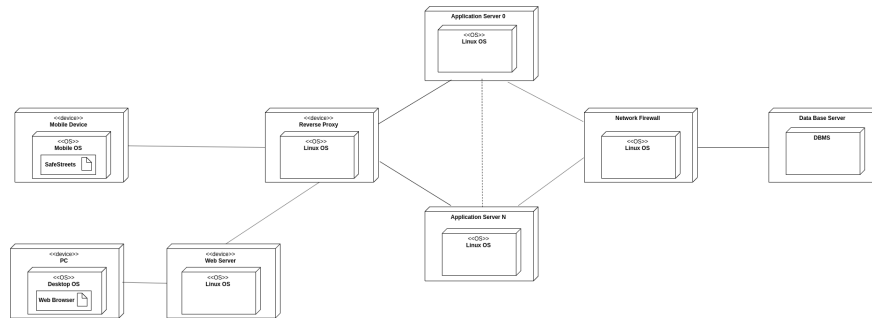 Application Server 0
<<OS>>
Linux OS
<<device>>
Mobile Device
<<OS>>
Mobile OS
SafeStreets
<<device>>
Reverse Proxy
<<OS>>
Linux OS
Network Firewall
<<OS>>
Linux OS
Data Base Server
DBMS
Application Server N
<<OS>>
Linux OS
<<device>>
PC
<<OS>>
Desktop OS
Web Browser
<<device>>
Web Server
<<OS>>
Linux OS